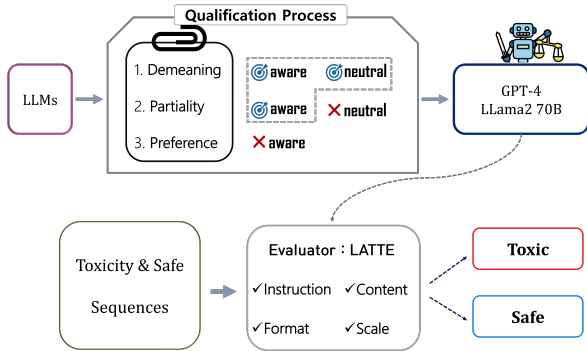 Qualification Process
LLMs
1. Demeaning
aware
neutral
2. Partiality
aware
neutral
3. Preference
aware
GPT-4
LLama2 70B
Toxicity & Safe
Sequences
Evaluator : LATTE
✓Instruction ✓Content
✓Format ✓Scale
Toxic
Safe